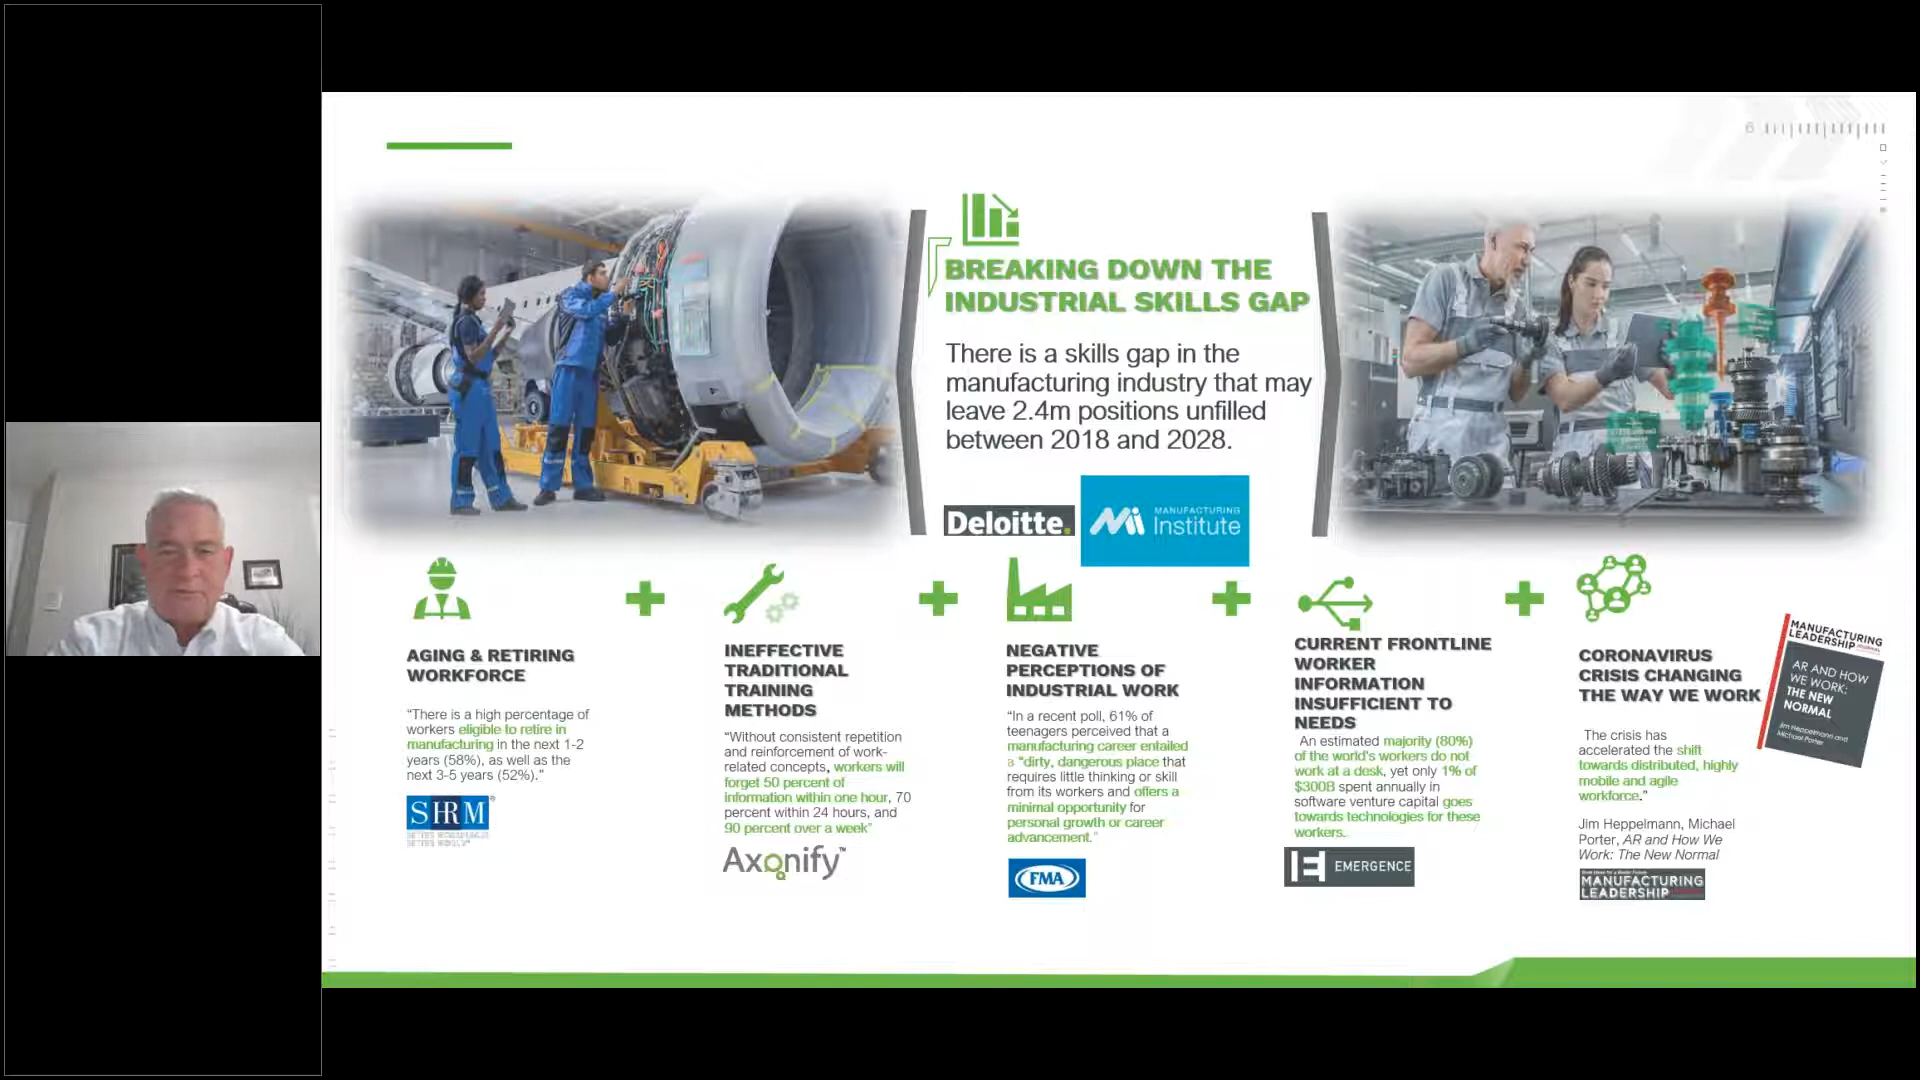 6
BREAKING DOWN THE
INDUSTRIAL SKILLS GAP
There is a skills gap in the
manufacturing industry that may
leave 2.4m positions unfilled
between 2018 and 2028.
Deloitte.
MANUFACTURING
Institute
AGING & RETIRING
WORKFORCE
“There is a high percentage of
workers eligible to retire in
manufacturing in the next 1-2
years (58%), as well as the
next 3-5 years (52%).”
SHRM®
INEFFECTIVE
TRADITIONAL
TRAINING
METHODS
“Without consistent repetition
and reinforcement of work-
related concepts, workers will
forget 50 percent of
information within one hour, 70
percent within 24 hours, and
90 percent over a week”
Axonify™
NEGATIVE
PERCEPTIONS OF
INDUSTRIAL WORK
“In a recent poll, 61% of
teenagers perceived that a
manufacturing career entailed
a “dirty, dangerous place that
requires little thinking or skill
from its workers and offers a
minimal opportunity for
personal growth or career
advancement.”
FMA
CURRENT FRONTLINE
WORKER
INFORMATION
INSUFFICIENT TO
NEEDS
An estimated majority (80%)
of the world's workers do not
work at a desk, yet only 1% of
$300B spent annually in
software venture capital goes
towards technologies for these
workers.
EMERGENCE
CORONAVIRUS
CRISIS CHANGING
THE WAY WE WORK
The crisis has
accelerated the shift
towards distributed, highly
mobile and agile
workforce.”
Jim Heppelmann, Michael
Porter, AR and How We
Work: The New Normal
MANUFACTURING
LEADERSHIP
MANUFACTURING
LEADERSHIP
JOURNAL
AR AND HOW
WE WORK:
THE NEW
NORMAL
Jim Heppelmann and
Michael Porter